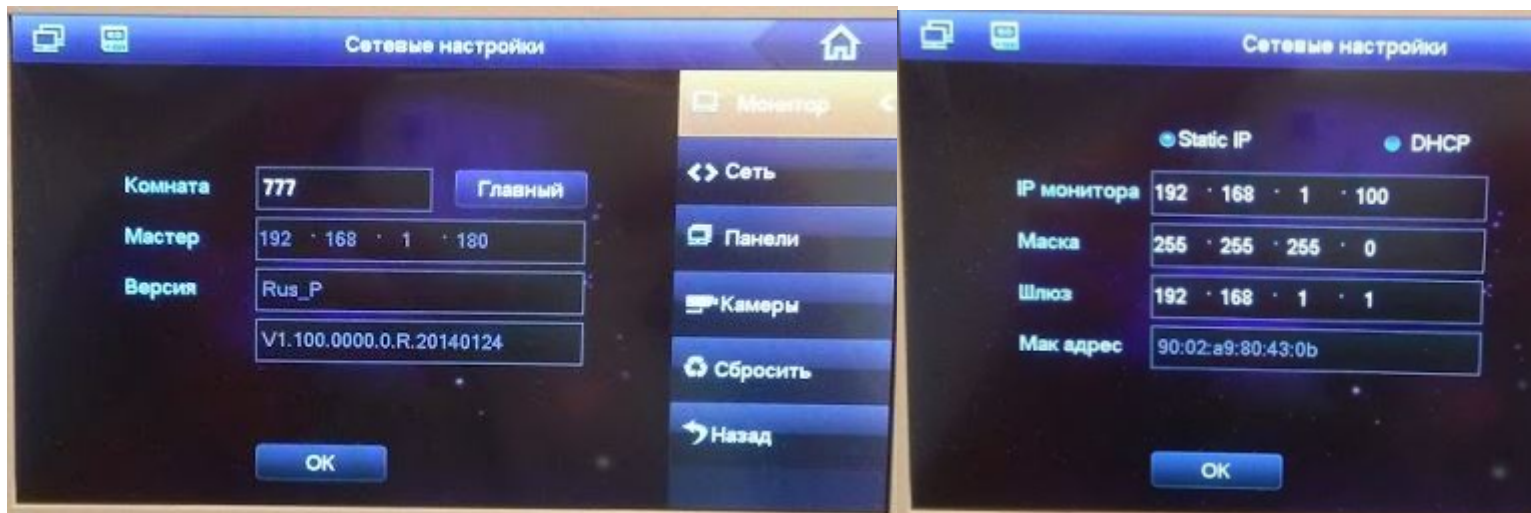 Сетевые настройки
Комната 777 Главный
Мастер 192 . 168 . 1 . 180
Версия Rus_P
V1.100.0000.0.R.20140124
OK
Монитор
Сеть
Панели
Камеры
Сбросить
Назад
Сетевые настройки
Static IP DHCP
IP монитора 192 . 168 . 1 . 100
Маска 255 . 255 . 255 . 0
Шлюз 192 . 168 . 1 . 1
Мак адрес 90:02:a9:80:43:0b
OK